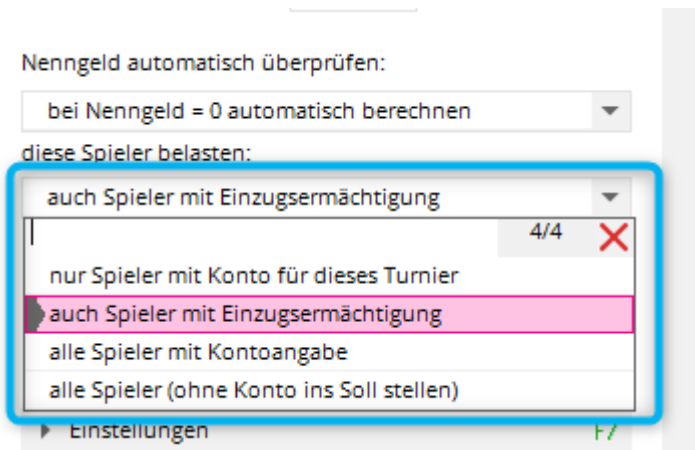 Nenngeld automatisch überprüfen:
bei Nenngeld = 0 automatisch berechnen
diese Spieler belasten:
auch Spieler mit Einzugsermächtigung
4/4
nur Spieler mit Konto für dieses Turnier
auch Spieler mit Einzugsermächtigung
alle Spieler mit Kontoangabe
alle Spieler (ohne Konto ins Soll stellen)
Einstellungen F7